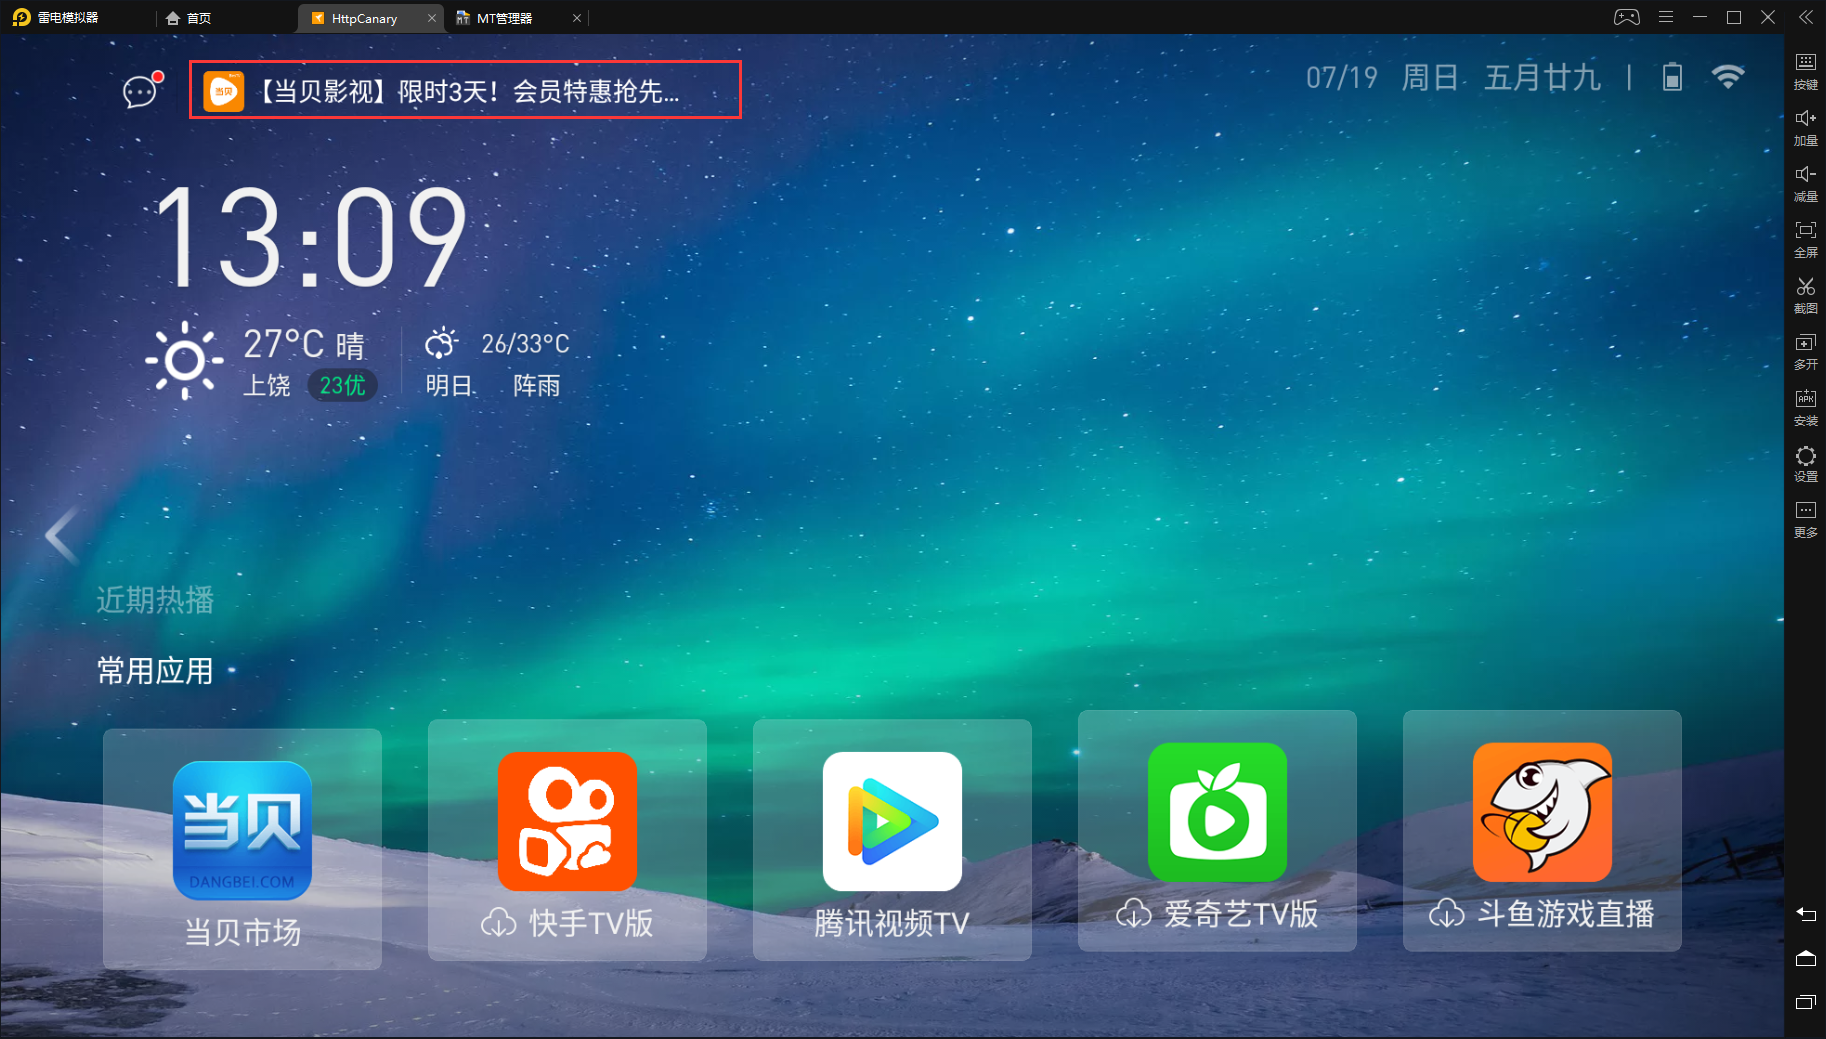 雷电模拟器
首页
HttpCanary
MT管理器
【当贝影视】限时3天！会员特惠抢先...
07/19 周日 五月廿九
13:09
27°C 晴
26/33°C
上饶 23优
明日 阵雨
近期热播
常用应用
当贝
DANGBEI.COM
当贝市场
快手TV版
腾讯视频TV
爱奇艺TV版
斗鱼游戏直播
按键
加量
减量
全屏
截图
多开
APK
安装
设置
更多